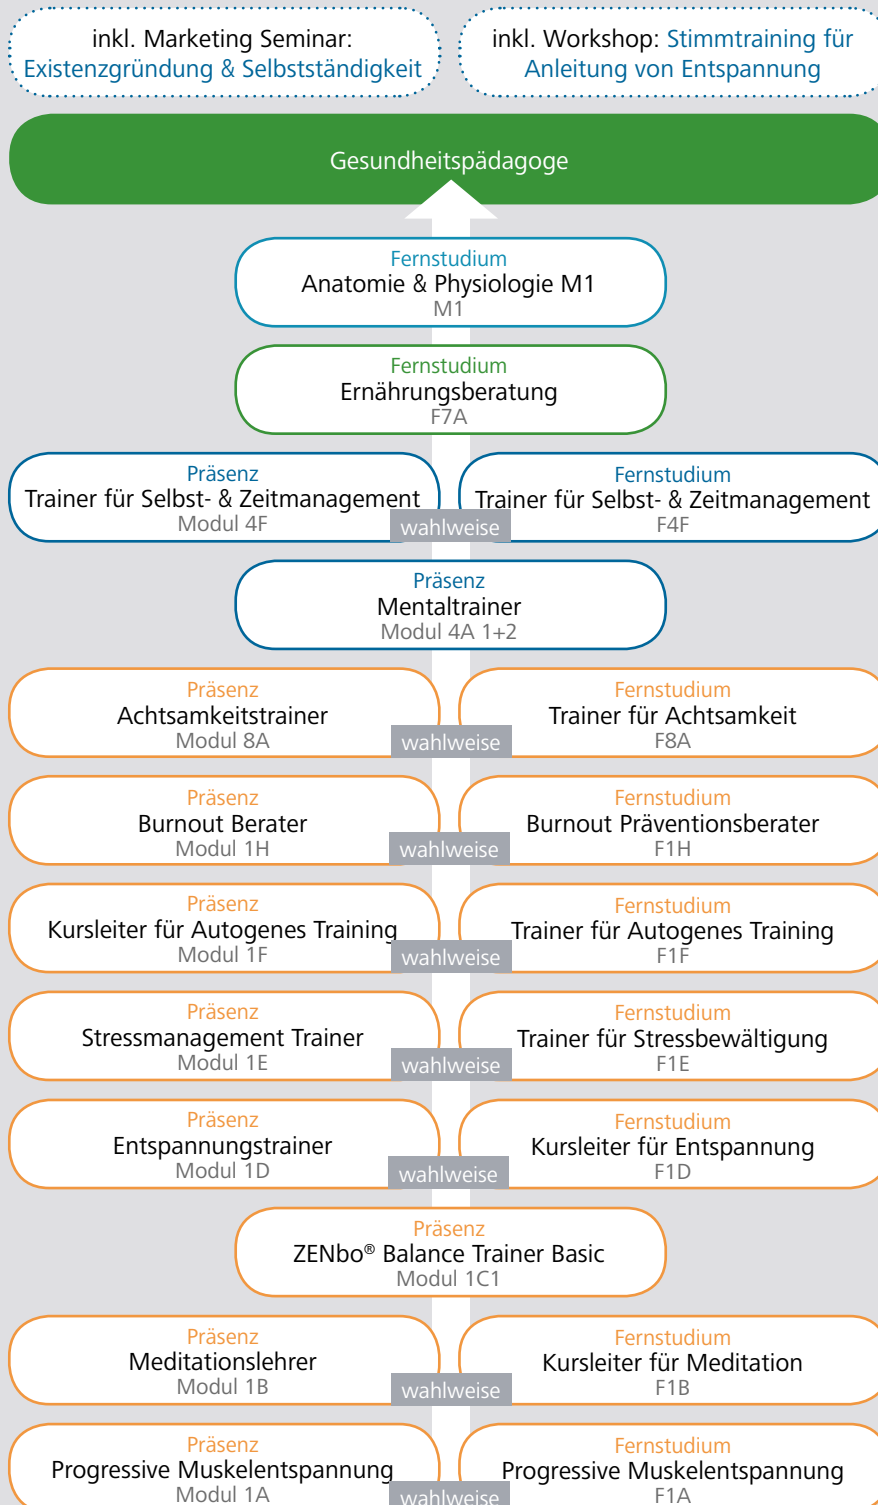 inkl. Marketing Seminar:
Existenzgründung & Selbstständigkeit
inkl. Workshop: Stimmtraining für
Anleitung von Entspannung
Gesundheitspädagoge
Fernstudium
Anatomie & Physiologie M1
M1
Fernstudium
Ernährungsberatung
F7A
Präsenz
Trainer für Selbst- & Zeitmanagement
Modul 4F
wahlweise
Fernstudium
Trainer für Selbst- & Zeitmanagement
F4F
Präsenz
Mentaltrainer
Modul 4A 1+2
Präsenz
Achtsamkeitstrainer
Modul 8A
wahlweise
Fernstudium
Trainer für Achtsamkeit
F8A
Präsenz
Burnout Berater
Modul 1H
wahlweise
Fernstudium
Burnout Präventionsberater
F1H
Präsenz
Kursleiter für Autogenes Training
Modul 1F
wahlweise
Fernstudium
Trainer für Autogenes Training
F1F
Präsenz
Stressmanagement Trainer
Modul 1E
wahlweise
Fernstudium
Trainer für Stressbewältigung
F1E
Präsenz
Entspannungstrainer
Modul 1D
wahlweise
Fernstudium
Kursleiter für Entspannung
F1D
Präsenz
ZENbo® Balance Trainer Basic
Modul 1C1
Präsenz
Meditationslehrer
Modul 1B
wahlweise
Fernstudium
Kursleiter für Meditation
F1B
Präsenz
Progressive Muskelentspannung
Modul 1A
wahlweise
Fernstudium
Progressive Muskelentspannung
F1A